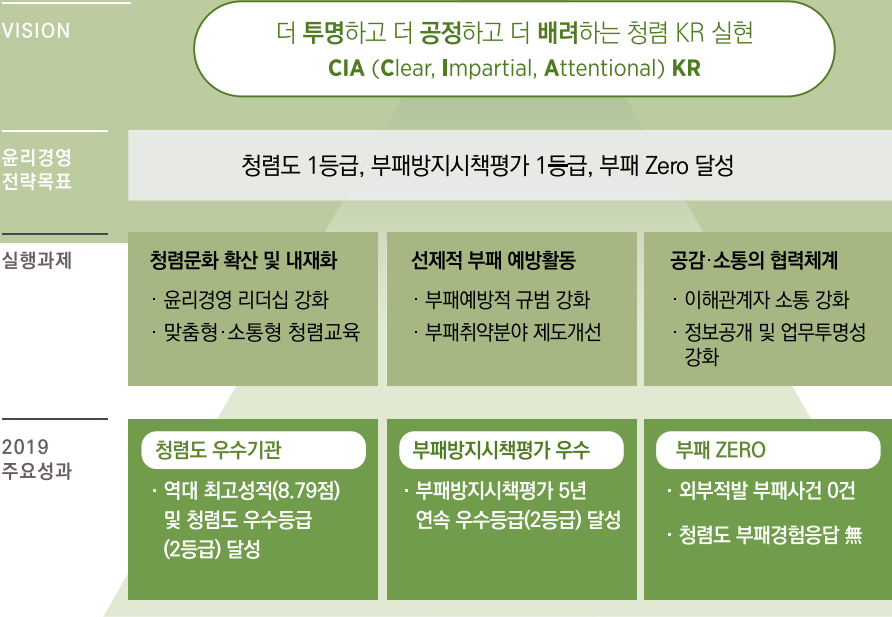 VISION
더 투명하고 더 공정하고 더 배려하는 청렴 KR 실현
CIA (Clear, Impartial, Attentional) KR
윤리경영
전략목표
청렴도 1등급, 부패방지시책평가 1등급, 부패 Zero 달성
실행과제
청렴문화 확산 및 내재화
· 윤리경영 리더십 강화
· 맞춤형·소통형 청렴교육
선제적 부패 예방활동
· 부패예방적 규범 강화
· 부패취약분야 제도개선
공감·소통의 협력체계
· 이해관계자 소통 강화
· 정보공개 및 업무투명성
강화
2019
주요성과
청렴도 우수기관
· 역대 최고성적(8.79점)
및 청렴도 우수등급
(2등급) 달성
부패방지시책평가 우수
· 부패방지시책평가 5년
연속 우수등급(2등급) 달성
부패 ZERO
· 외부적발 부패사건 0건
· 청렴도 부패경험응답 無